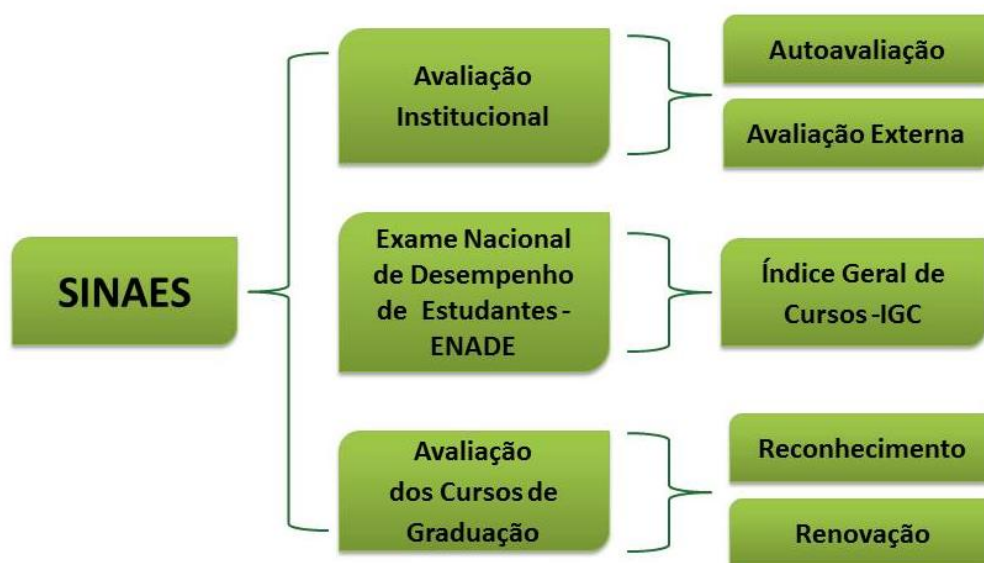 SINAES
Avaliação
Institucional
Autoavaliação
Avaliação Externa
Exame Nacional
de Desempenho
de Estudantes -
ENADE
Índice Geral de
Cursos -IGC
Avaliação
dos Cursos de
Graduação
Reconhecimento
Renovação